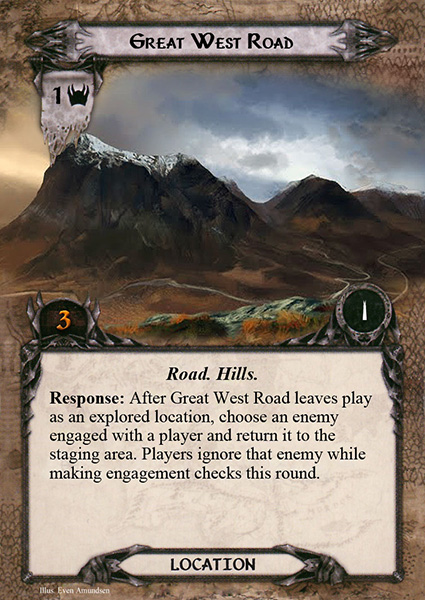 Great West Road
1
3
1
Road. Hills.
Response: After Great West Road leaves play
as an explored location, choose an enemy
engaged with a player and return it to the
staging area. Players ignore that enemy while
making engagement checks this round.
LOCATION
Illus. Even Amundsen